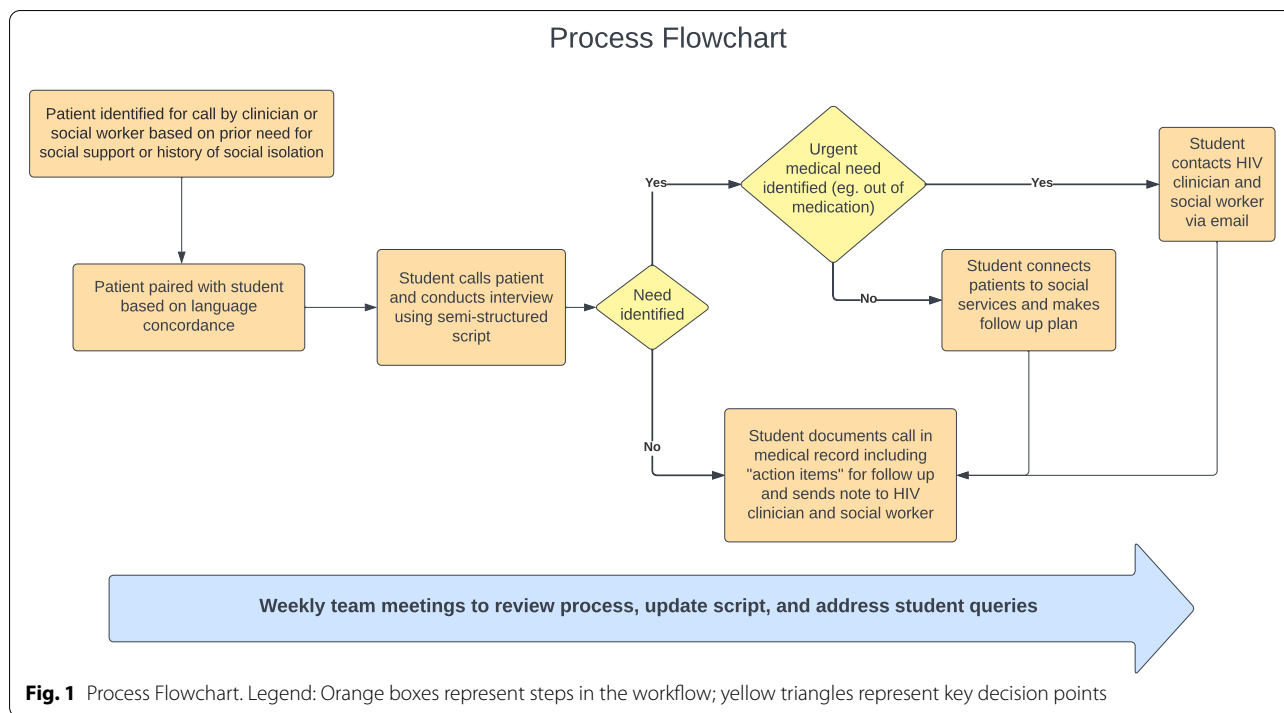 Process Flowchart
Patient identified for call by clinician or
social worker based on prior need for
social support or history of social isolation
Patient paired with student
based on language
concordance
Student calls patient
and conducts interview
using semi-structured
script
Need
identified
Yes
Urgent
medical need
identified (eg. out of
medication)
Yes
Student
contacts HIV
clinician and
social worker
via email
No
Student connects
patients to social
services and makes
follow up plan
No
Student documents call in
medical record including
"action items" for follow up
and sends note to HIV
clinician and social worker
Weekly team meetings to review process, update script, and address student queries
Fig. 1 Process Flowchart. Legend: Orange boxes represent steps in the workflow; yellow triangles represent key decision points